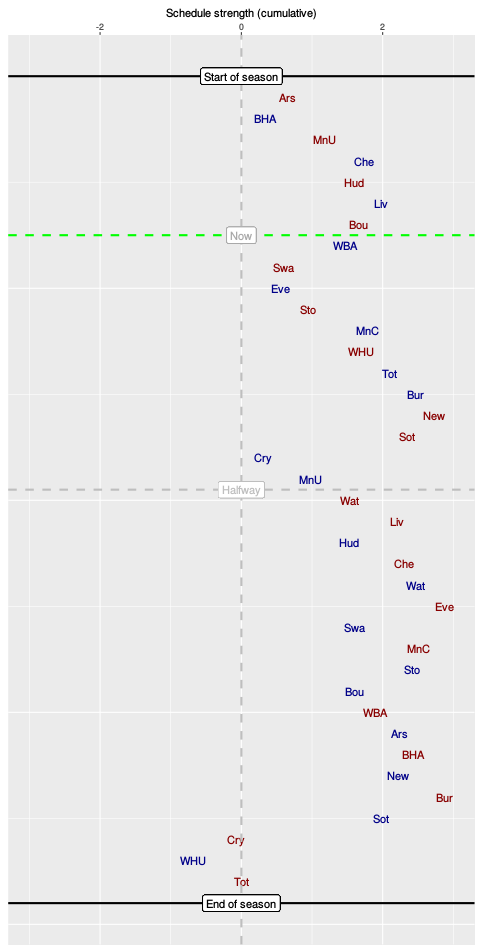 Schedule strength (cumulative)
-2 0 2
Start of season
Ars
BHA
MnU
Che
Hud
Liv
Bou
Now
WBA
Swa
Eve
Sto
MnC
WHU
Tot
Bur
New
Sot
Cry
MnU
Halfway
Wat
Liv
Hud
Che
Wat
Eve
Swa
MnC
Sto
Bou
WBA
Ars
BHA
New
Bur
Sot
Cry
WHU
Tot
End of season